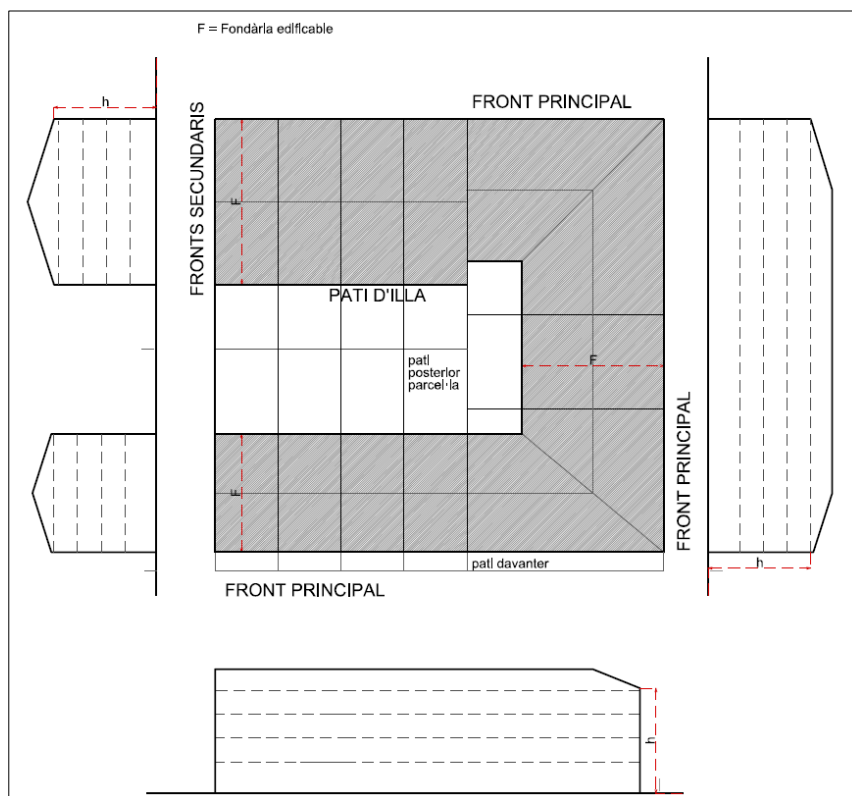 F = Fondària edificable
h
FRONT PRINCIPAL
FRONTS SECUNDARIS
F
PATI D'ILLA
pati
posterior
parcel·la
F
F
FRONT PRINCIPAL
pati davanter
h
FRONT PRINCIPAL
h